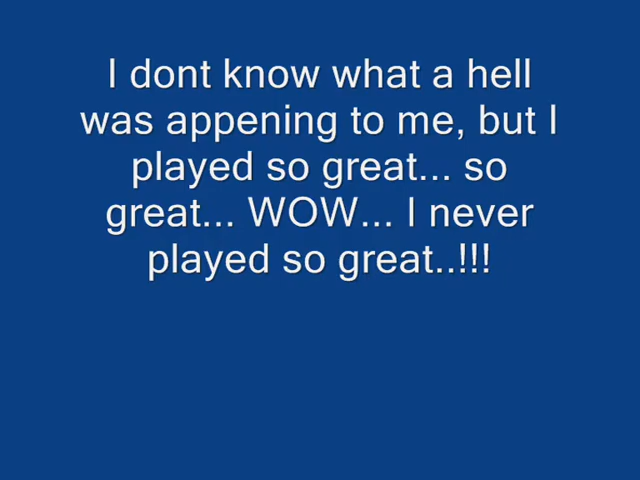 I dont know what a hell
was appening to me, but I
played so great... so
great... WOW... I never
played so great..!!!